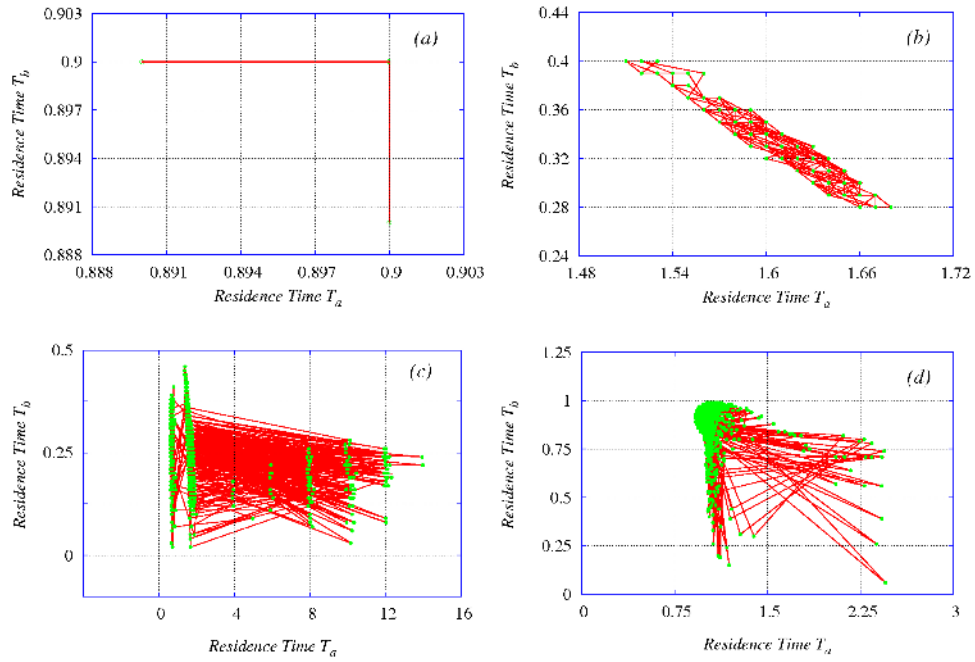 0.903
(a)
0.9
0.897
0.894
0.891
0.888
Residence Time T_b
0.888 0.891 0.894 0.897 0.9 0.903
Residence Time T_a
0.44
(b)
0.4
0.36
0.32
0.28
0.24
Residence Time T_b
1.48 1.54 1.6 1.66 1.72
Residence Time T_a
0.5
(c)
0.25
0
Residence Time T_b
0 4 8 12 16
Residence Time T_a
1.25
(d)
1
0.75
0.5
0.25
0
Residence Time T_b
0 0.75 1.5 2.25 3
Residence Time T_a